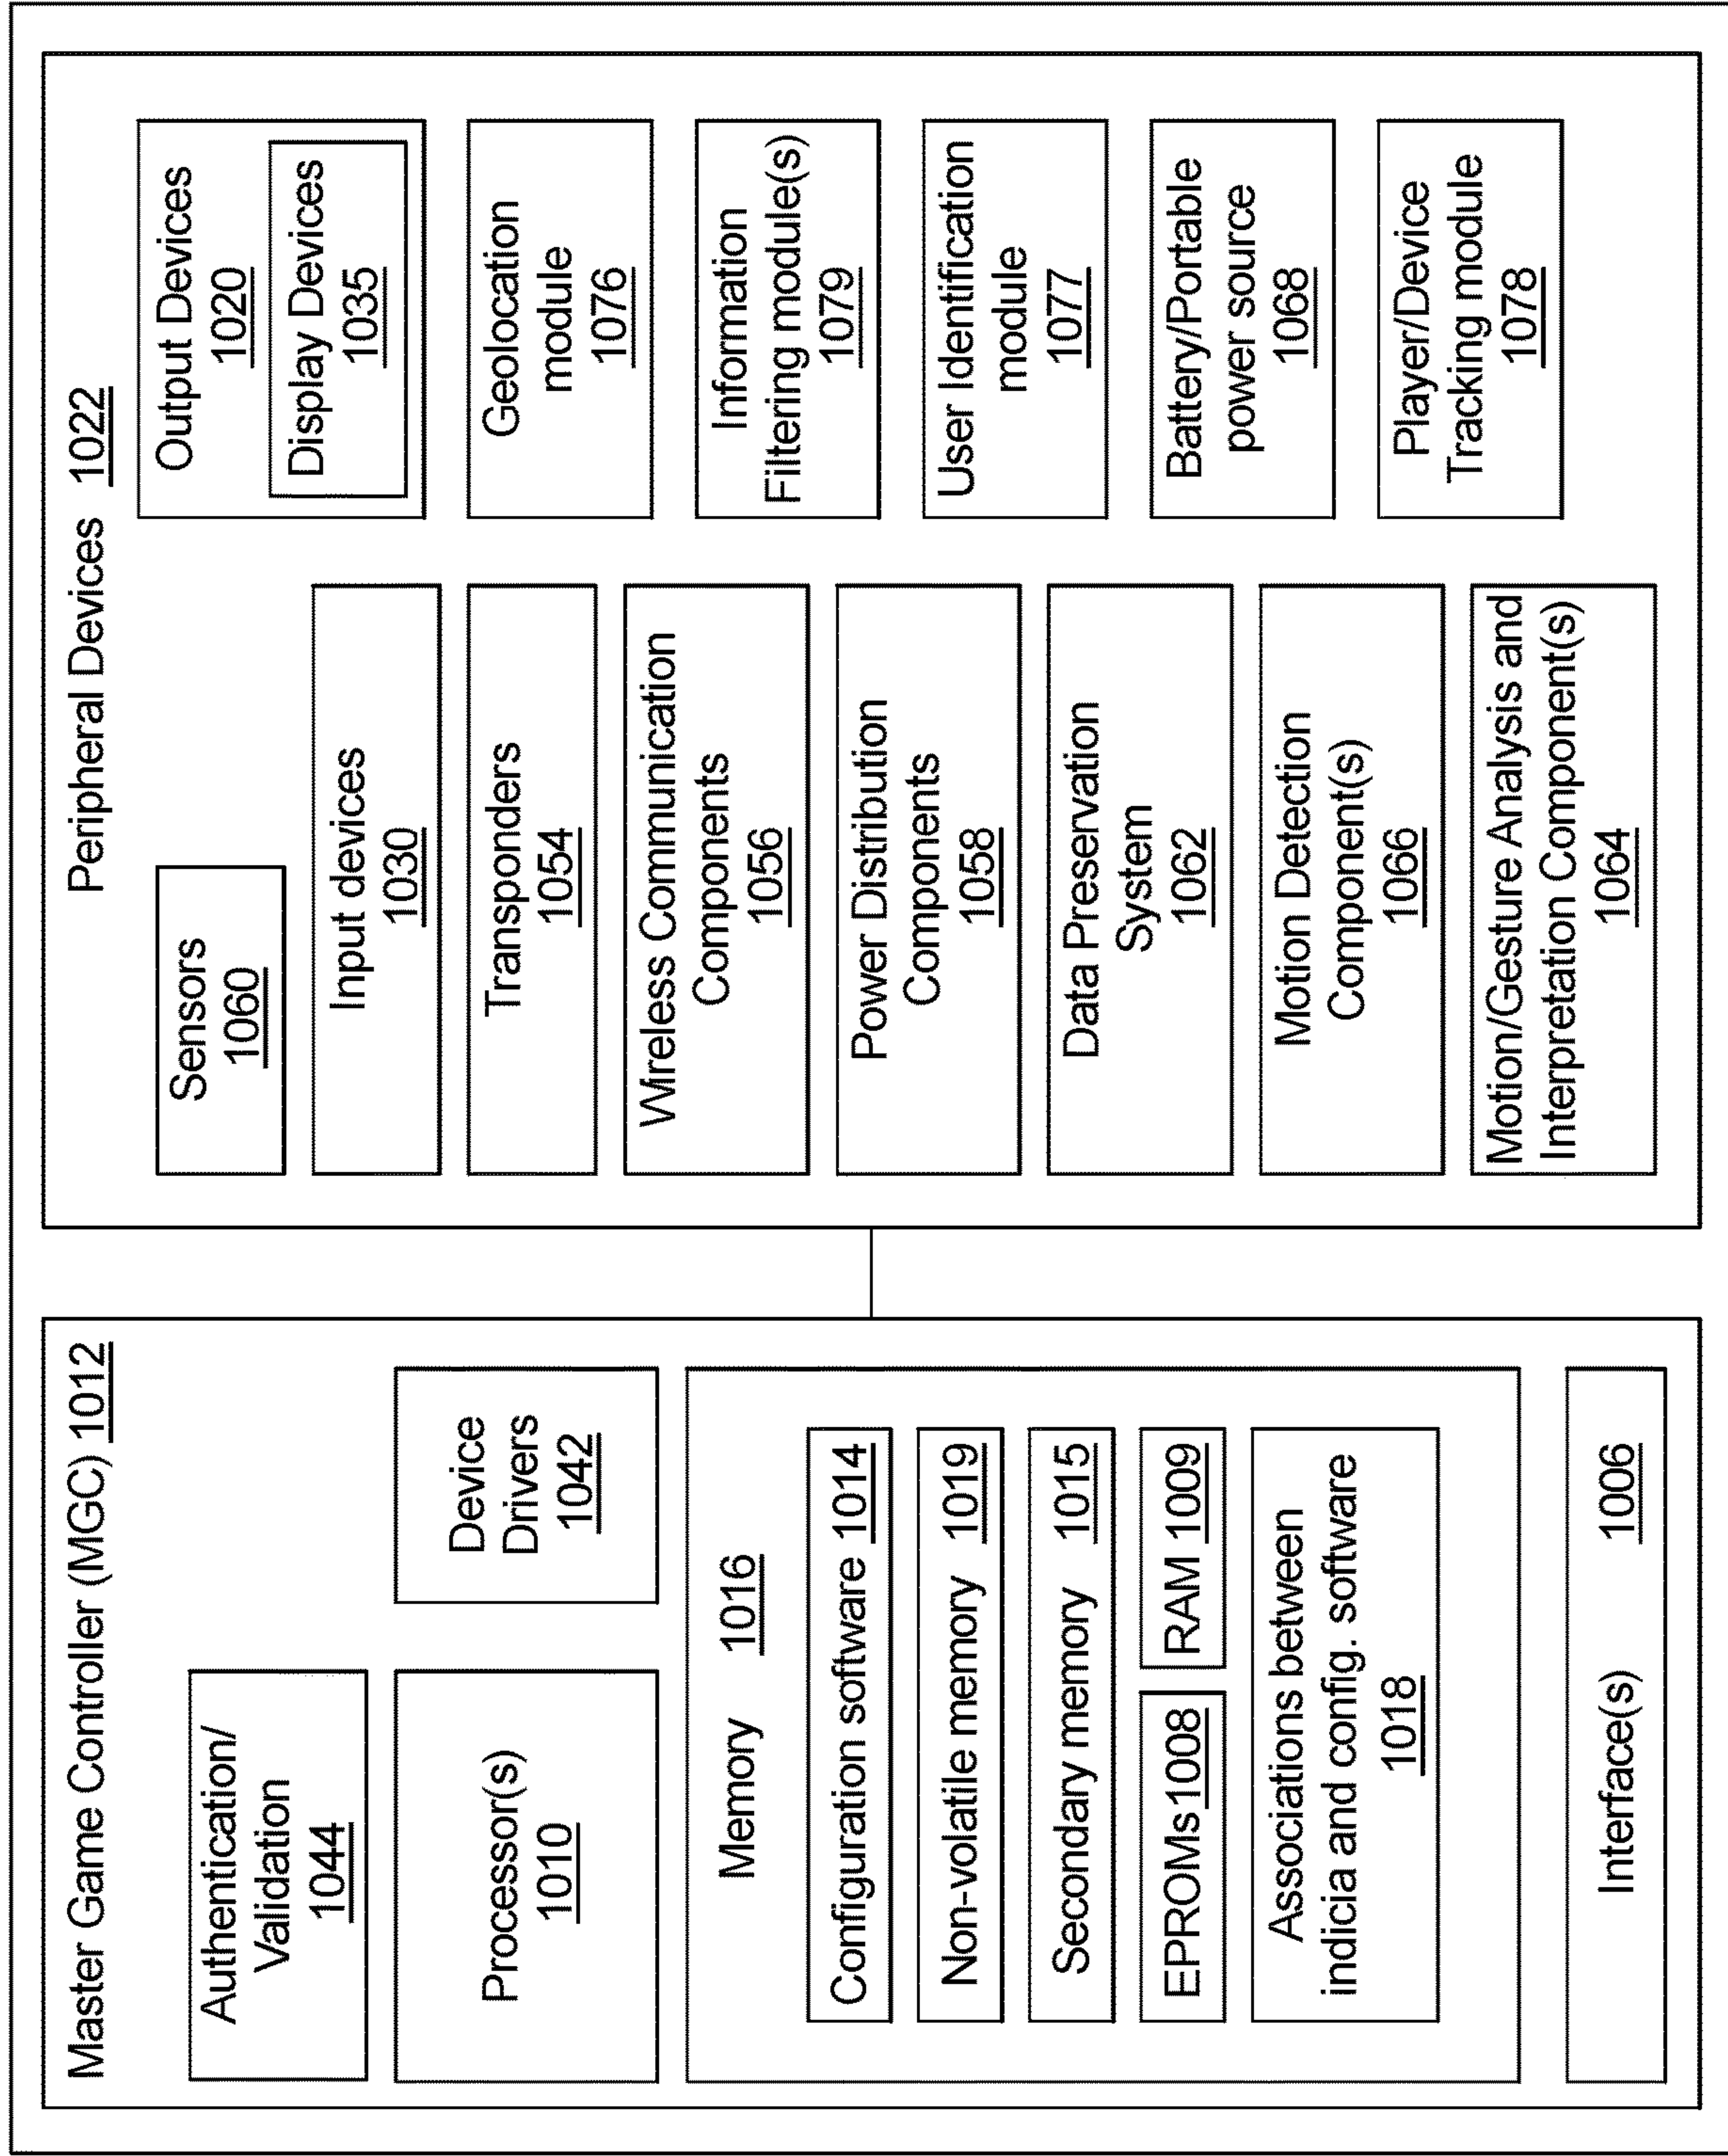 Master Game Controller (MGC) 1012
Authentication/
Validation
1044
Processor(s)
1010
Device
Drivers
1042
Memory 1016
Configuration software 1014
Non-volatile memory 1019
Secondary memory 1015
EPROMs1008
RAM 1009
Associations between
indicia and config. software
1018
Interface(s) 1006
Peripheral Devices 1022
Sensors
1060
Input devices
1030
Transponders
1054
Wireless Communication
Components
1056
Power Distribution
Components
1058
Data Preservation
System
1062
Motion Detection
Component(s)
1066
Motion/Gesture Analysis and
Interpretation Component(s)
1064
Output Devices
1020
Display Devices
1035
Geolocation
module
1076
Information
Filtering module(s)
1079
User Identification
module
1077
Battery/Portable
power source
1068
Player/Device
Tracking module
1078